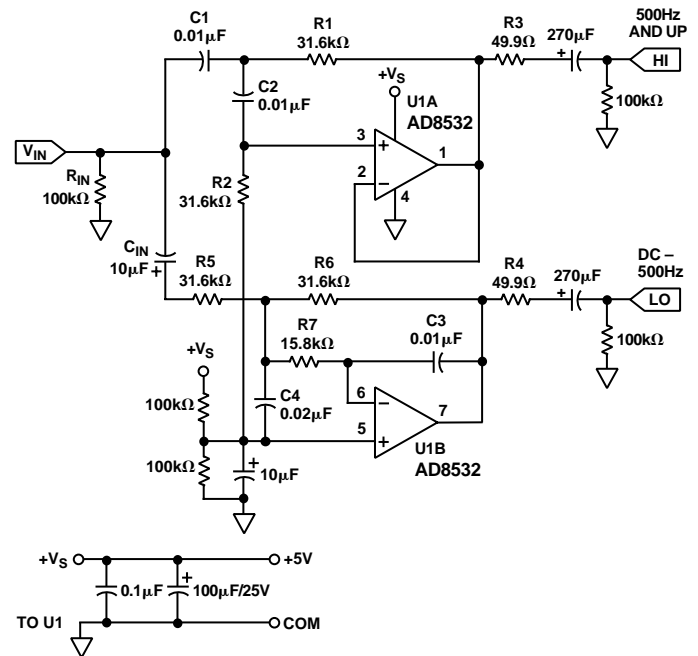 C1
0.01µF
R1
31.6kΩ
R3
49.9Ω
270µF
+
500Hz
AND UP
HI
C2
0.01µF
+VS
U1A
AD8532
100kΩ
VIN
3
+
1
2
−
4
RIN
100kΩ
R2
31.6kΩ
CIN
10µF
+
R5
31.6kΩ
R6
31.6kΩ
R4
49.9Ω
270µF
+
DC –
500Hz
LO
R7
15.8kΩ
C3
0.01µF
100kΩ
+VS
100kΩ
C4
0.02µF
6
−
7
5
+
U1B
AD8532
100kΩ
+
10µF
+VS
+5V
0.1µF
+
100µF/25V
TO U1
COM